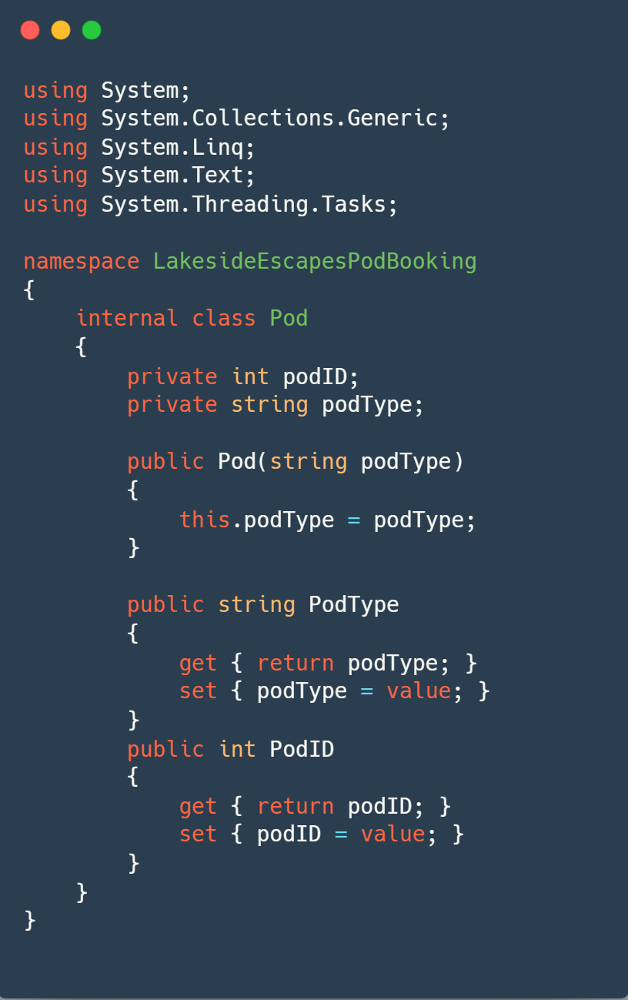 using System;
using System.Collections.Generic;
using System.Linq;
using System.Text;
using System.Threading.Tasks;

namespace LakesideEscapesPodBooking
{
    internal class Pod
    {
        private int podID;
        private string podType;

        public Pod(string podType)
        {
            this.podType = podType;
        }

        public string PodType
        {
            get { return podType; }
            set { podType = value; }
        }
        public int PodID
        {
            get { return podID; }
            set { podID = value; }
        }
    }
}